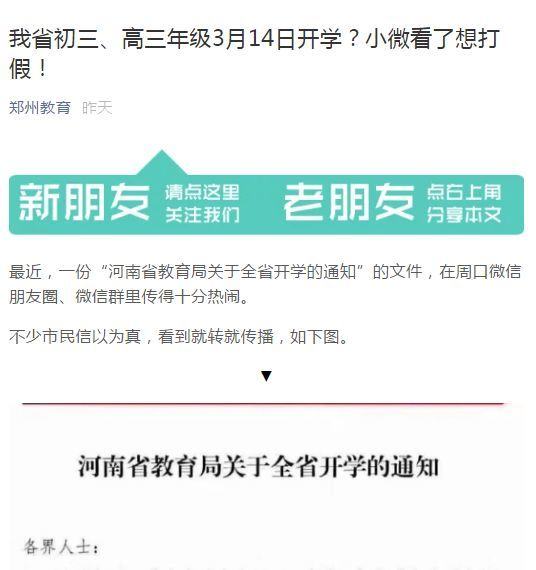 我省初三、高三年级3月14日开学？小微看了想打
假！
郑州教育 昨天
新朋友 请点这里 老朋友 点右上角
关注我们 分享本文
最近，一份“河南省教育局关于全省开学的通知”的文件，在周口微信
朋友圈、微信群里传得十分热闹。
不少市民信以为真，看到就转就传播，如下图。
▼
河南省教育局关于全省开学的通知
各界人士：